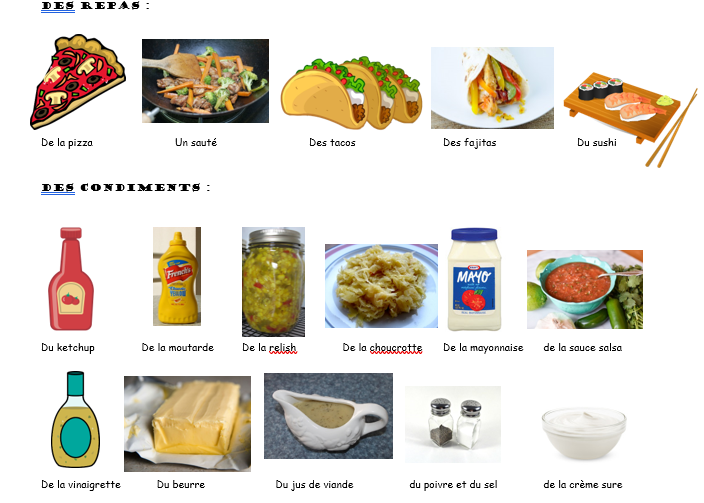 DES REPAS :
De la pizza Un sauté Des tacos Des fajitas Du sushi
DES CONDIMENTS :
French's
MAYO
Du ketchup De la moutarde De la relish De la choucrotte De la mayonnaise de la sauce salsa
De la vinaigrette Du beurre Du jus de viande du poivre et du sel de la crème sure